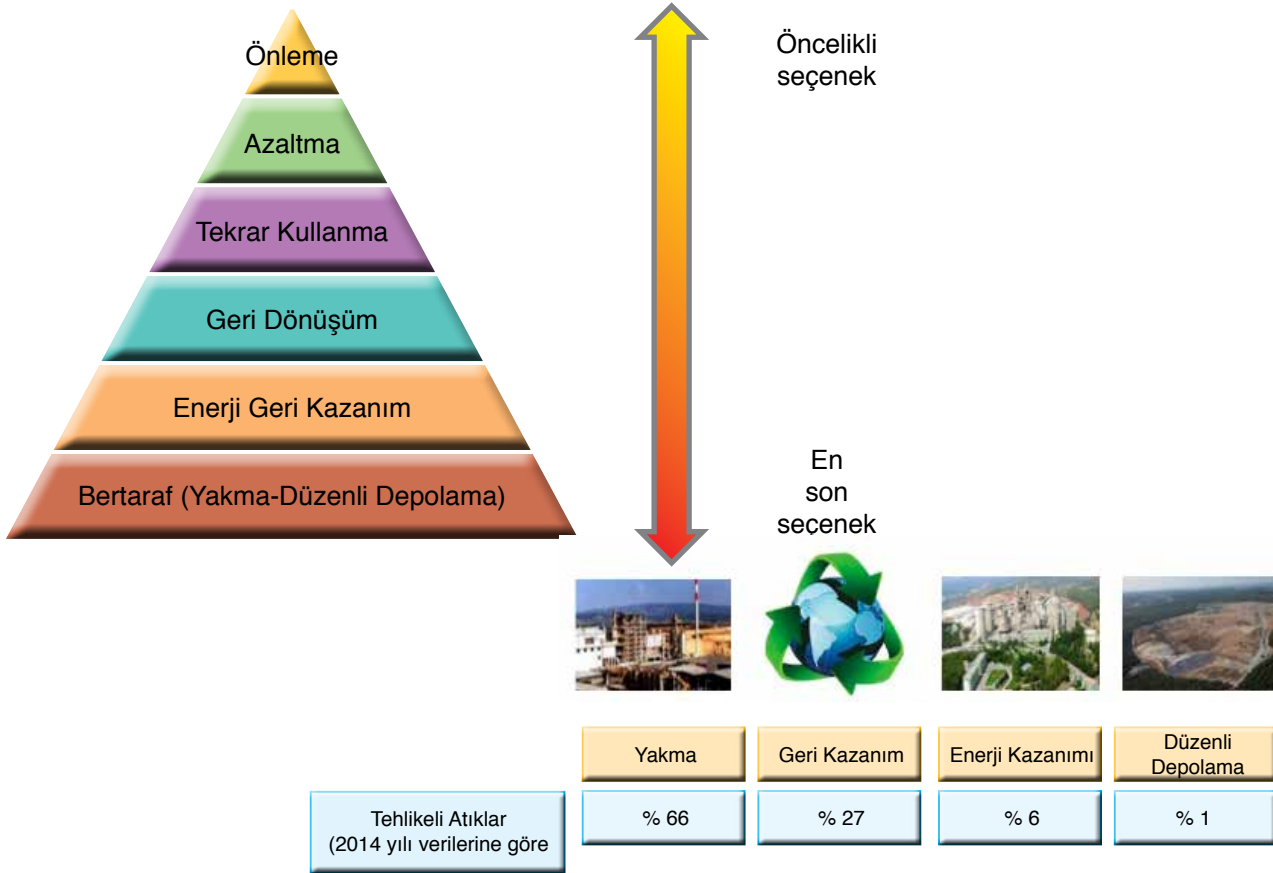 Önleme
Azaltma
Tekrar Kullanma
Geri Dönüşüm
Enerji Geri Kazanım
Bertaraf (Yakma-Düzenli Depolama)
Öncelikli
seçenek
En
son
seçenek
Yakma
Geri Kazanım
Enerji Kazanımı
Düzenli
Depolama
Tehlikeli Atıklar
(2014 yılı verilerine göre
% 66
% 27
% 6
% 1